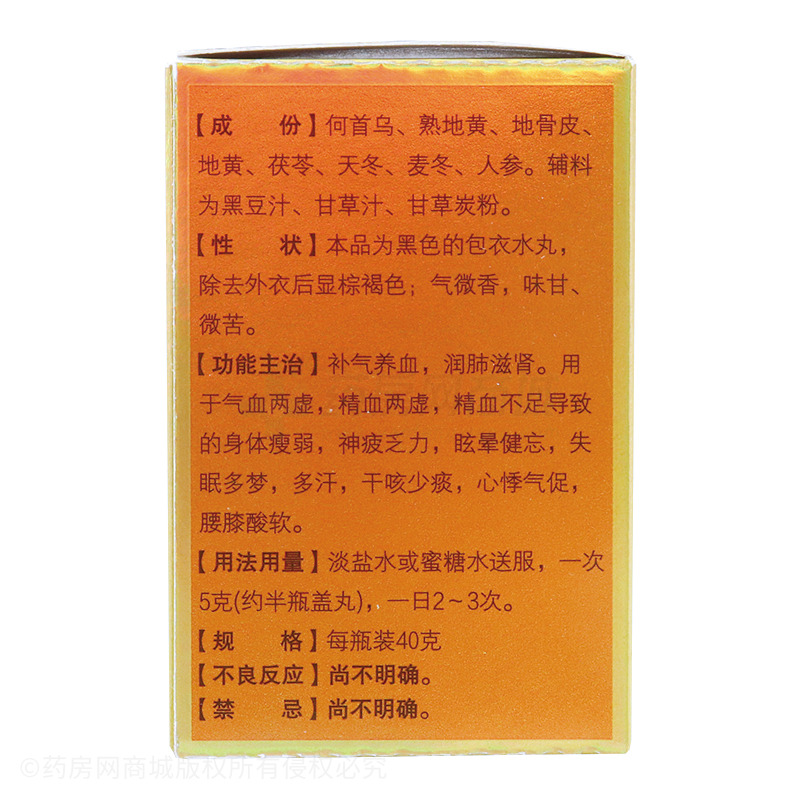 【成　　份】何首乌、熟地黄、地骨皮、
地黄、茯苓、天冬、麦冬、人参。辅料
为黑豆汁、甘草汁、甘草炭粉。
【性　　状】本品为黑色的包衣水丸，
除去外衣后显棕褐色；气微香，味甘、
微苦。
【功能主治】补气养血，润肺滋肾。用
于气血两虚，精血两虚，精血不足导致
的身体瘦弱，神疲乏力，眩晕健忘，失
眠多梦，多汗，干咳少痰，心悸气促，
腰膝酸软。
【用法用量】淡盐水或蜜糖水送服，一次
5克(约半瓶盖丸)，一日2～3次。
【规　　格】每瓶装40克
【不良反应】尚不明确。
【禁　　忌】尚不明确。
©药房网商城版权所有侵权必究